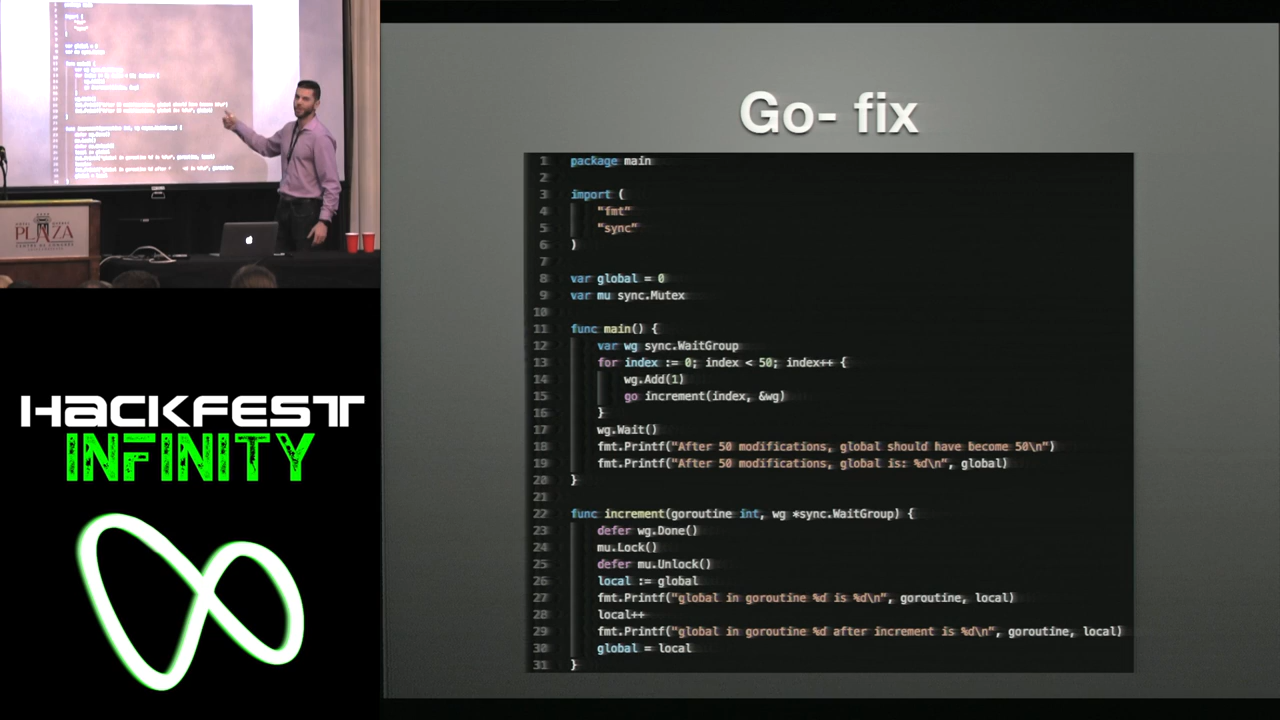 PLAZA
HACKFEST
INFINITY
Go- fix
1 package main
2
3 import (
4 "fmt"
5 "sync"
6 )
7
8 var global = 0
9 var mu sync.Mutex
10
11 func main() {
12 var wg sync.WaitGroup
13 for index := 0; index < 50; index++ {
14 wg.Add(1)
15 go increment(index, &wg)
16 }
17 wg.Wait()
18 fmt.Printf("After 50 modifications, global should have become 50\n")
19 fmt.Printf("After 50 modifications, global is: %d\n", global)
20 }
21
22 func increment(goroutine int, wg *sync.WaitGroup) {
23 defer wg.Done()
24 mu.Lock()
25 defer mu.Unlock()
26 local := global
27 fmt.Printf("global in goroutine %d is %d\n", goroutine, local)
28 local++
29 fmt.Printf("global in goroutine %d after increment is %d\n", goroutine, local)
30 global = local
31 }